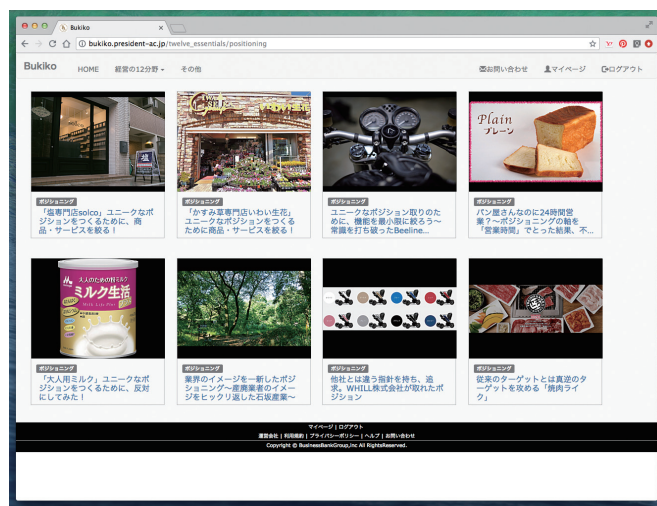 Bukiko
bukiko.president-ac.jp/twelve_essentials/positioning
Bukiko
HOME
経営の12分野
その他
お問い合わせ
マイページ
ログアウト
塩
Plain
プレーン
ポジショニング
「塩専門店solco」ユニークなポ
ジションをつくるために、商
品・サービスを絞る！
ポジショニング
「かすみ草専門店いわい生花」
ユニークなポジションをつくる
ために商品・サービスを絞る！
ポジショニング
ユニークなポジション取りのた
めに、機能を最小限に絞ろう～
常識を打ち破ったBeeline...
ポジショニング
パン屋さんなのに24時間営
業？～ポジショニングの軸を
「営業時間」でとった結果、不...
大人のための粉ミルク
ミルク生活
ポジショニング
「大人用ミルク」ユニークなポ
ジションをつくるために、反対
にしてみた！
ポジショニング
業界のイメージを一新したポジ
ショニング～産廃業者のイメー
ジをヒックリ返した石坂産業～
ポジショニング
他社とは違う指針を持ち、追
求。WHILL株式会社が取れたポ
ジション
ポジショニング
従来のターゲットとは真逆のタ
ーゲットを攻める「焼肉ライ
ク」
マイページ | ログアウト
運営会社 | 利用規約 | プライバシーポリシー | ヘルプ | お問い合わせ
Copyright © BusinessBankGroup,Inc All RightsReserved.